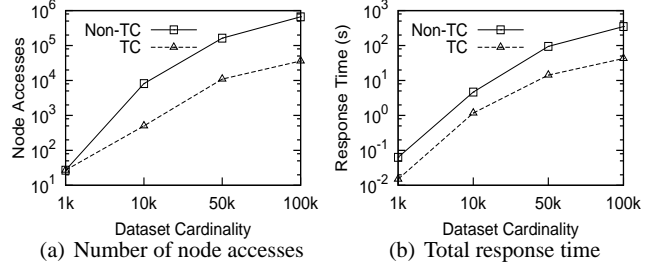 Node Accesses
10^6
10^5
10^4
10^3
10^2
10^1
Non-TC
TC
1k 10k 50k 100k
Dataset Cardinality
(a) Number of node accesses
Response Time (s)
10^3
10^2
10^1
10^0
10^-1
10^-2
Non-TC
TC
1k 10k 50k 100k
Dataset Cardinality
(b) Total response time